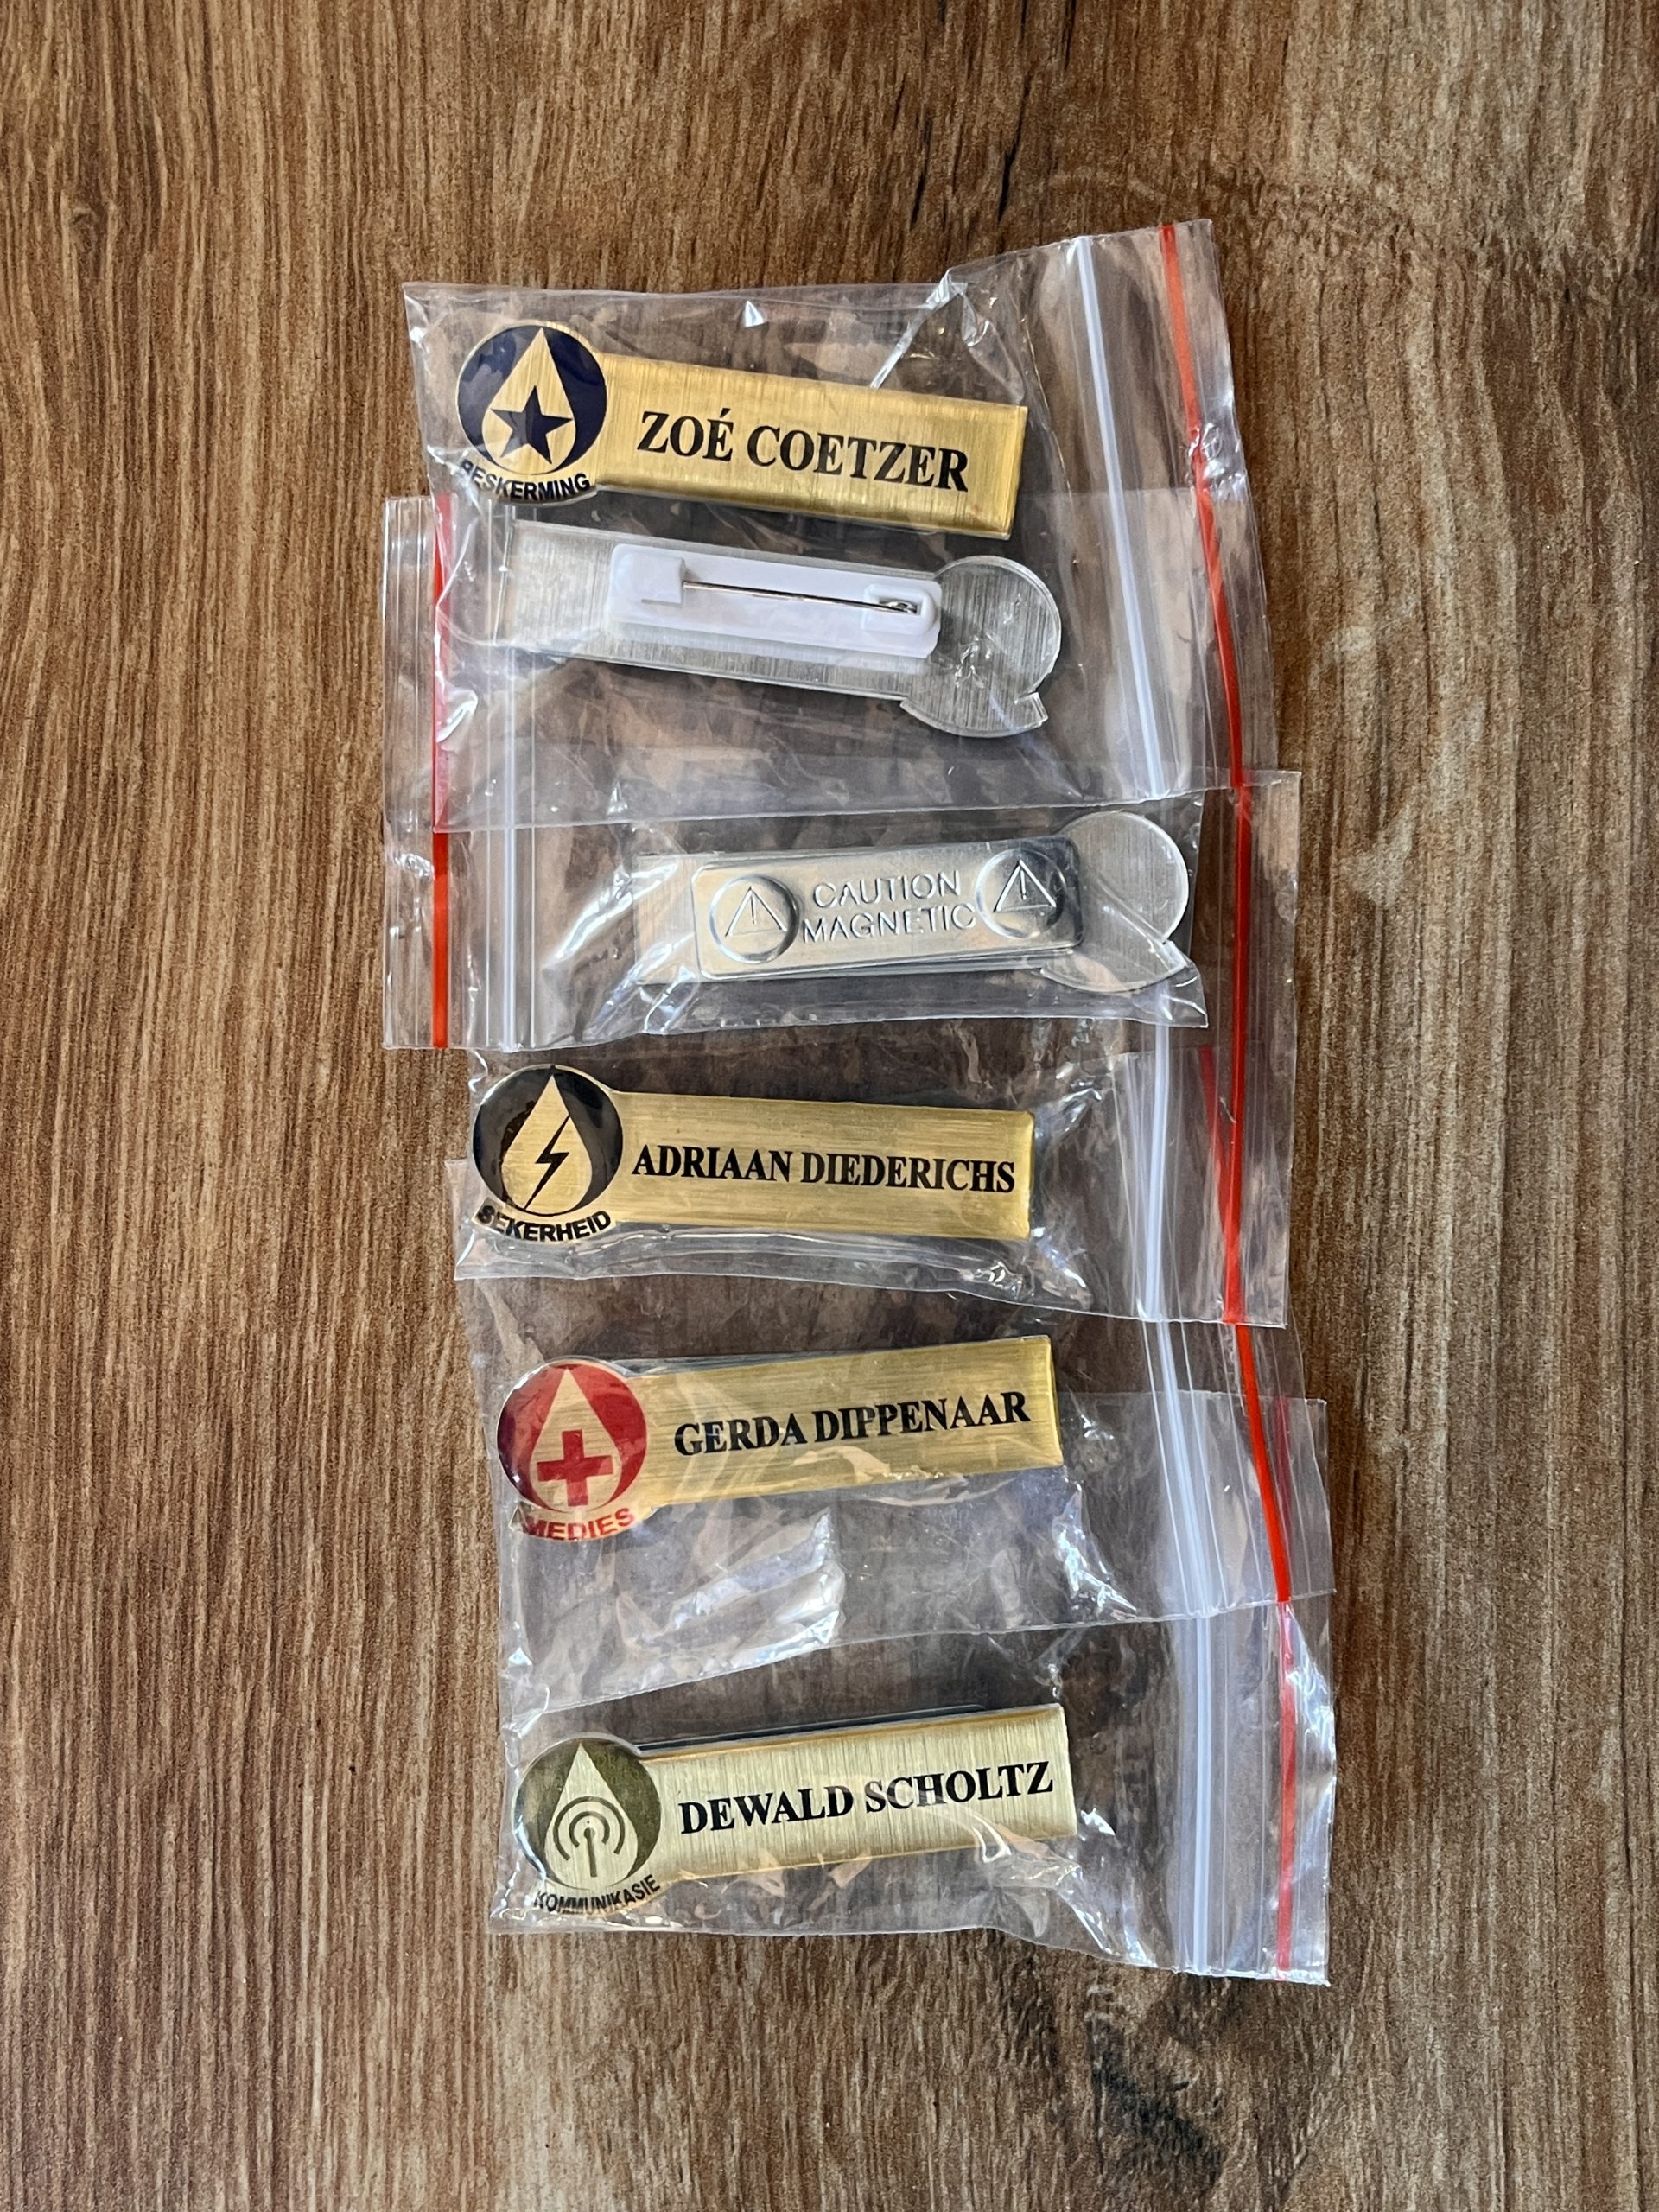 ZOÉ COETZER
BESKERMING
CAUTION
MAGNETIC
ADRIAAN DIEDERICHS
SEKERHEID
GERDA DIPPENAAR
MEDIES
DEWALD SCHOLTZ
KOMMUNIKASIE